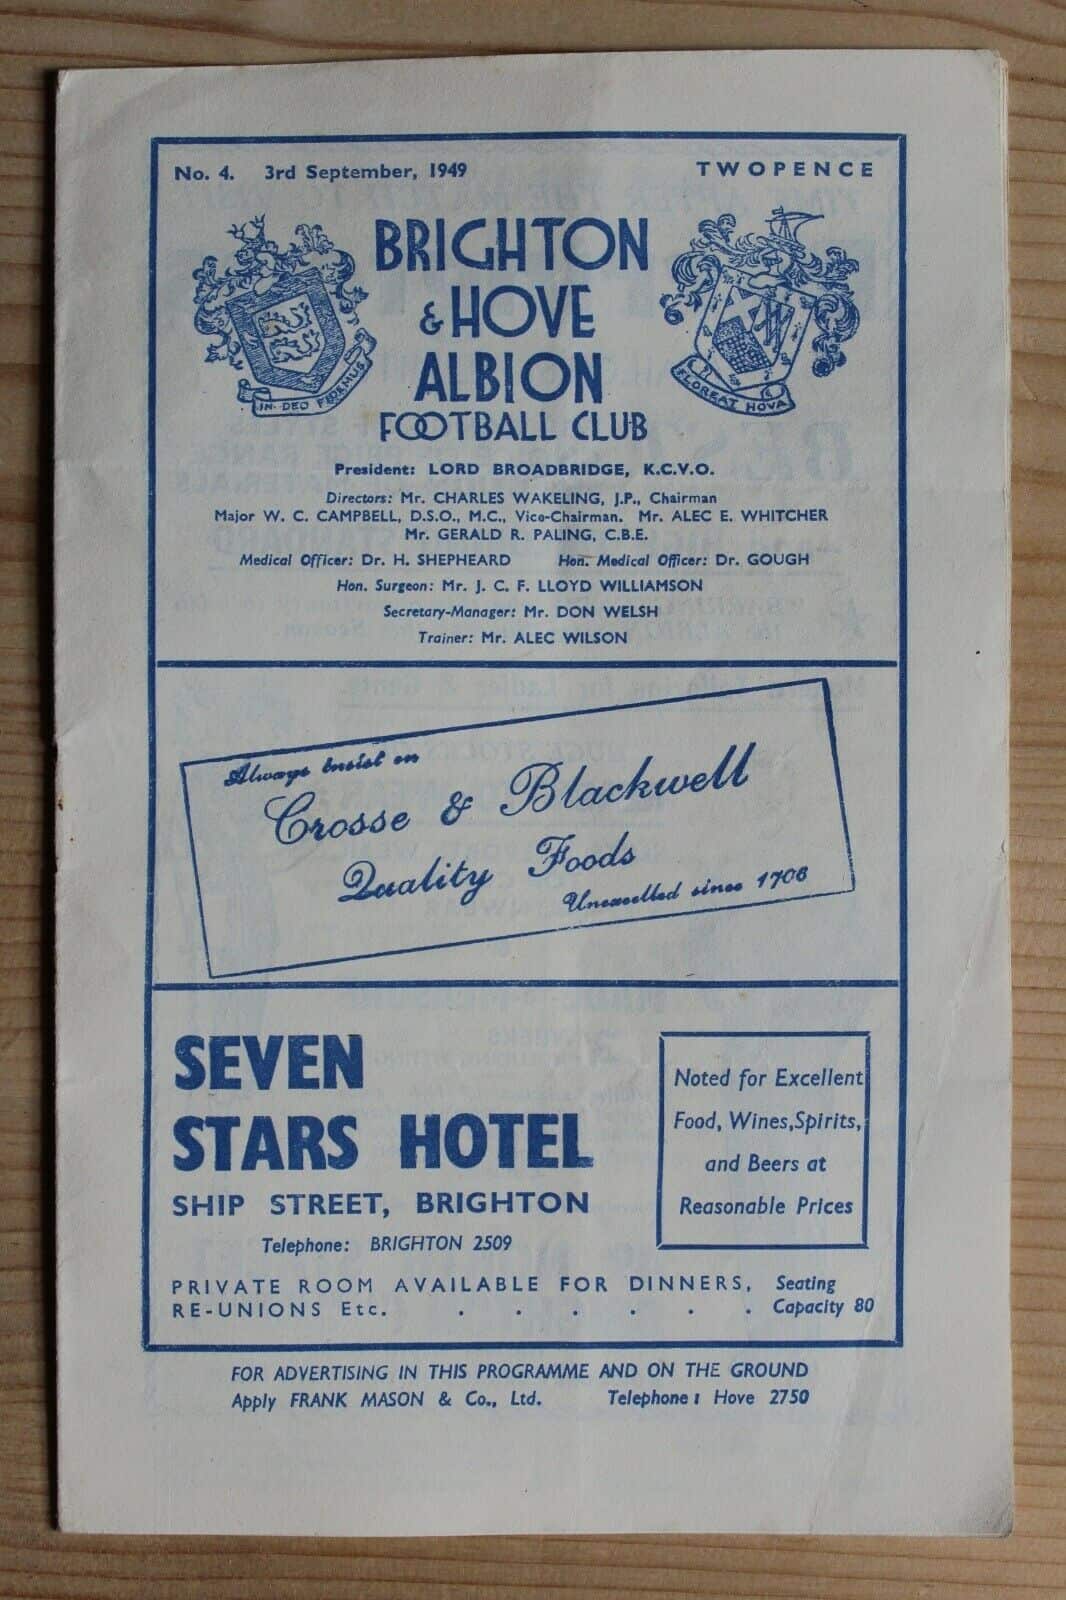 No. 4. 3rd September, 1949 TWOPENCE
BRIGHTON
& HOVE
ALBION
FOOTBALL CLUB
IN DEO FIDEMUS
FLOREAT HOVA
President: LORD BROADBRIDGE, K.C.V.O.
Directors: Mr. CHARLES WAKELING, J.P., Chairman
Major W. C. CAMPBELL, D.S.O., M.C., Vice-Chairman. Mr. ALEC E. WHITCHER
Mr. GERALD R. PALING, C.B.E.
Medical Officer: Dr. H. SHEPHEARD Hon. Medical Officer: Dr. GOUGH
Hon. Surgeon: Mr. J. C. F. LLOYD WILLIAMSON
Secretary-Manager: Mr. DON WELSH
Trainer: Mr. ALEC WILSON
Always insist on
Crosse & Blackwell
Quality Foods
Unexcelled since 1706
SEVEN
STARS HOTEL
SHIP STREET, BRIGHTON
Telephone: BRIGHTON 2509
Noted for Excellent
Food, Wines, Spirits,
and Beers at
Reasonable Prices
PRIVATE ROOM AVAILABLE FOR DINNERS, Seating
RE-UNIONS Etc. . . . . . . Capacity 80
FOR ADVERTISING IN THIS PROGRAMME AND ON THE GROUND
Apply FRANK MASON & Co., Ltd. Telephone: Hove 2750